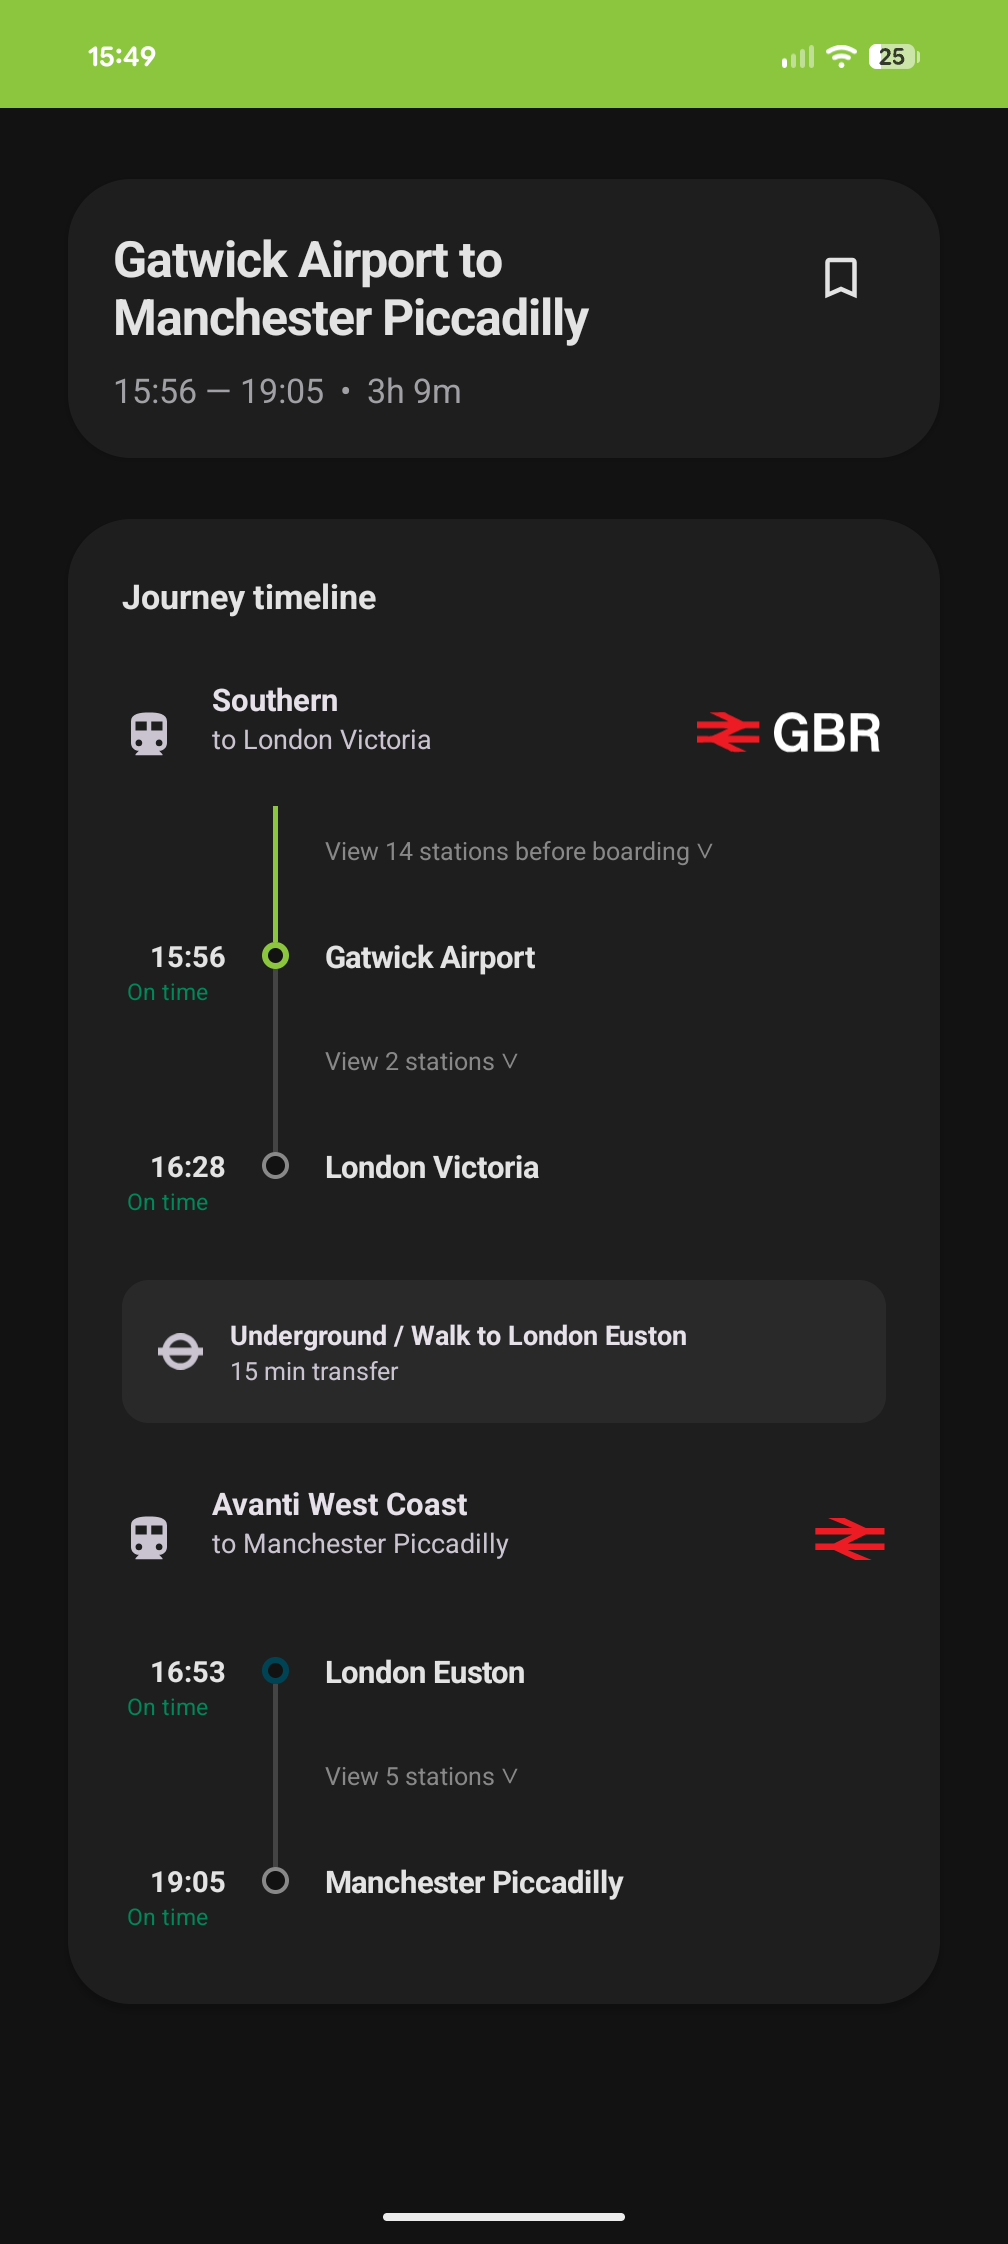 15:49
25
Gatwick Airport to
Manchester Piccadilly
15:56 — 19:05 • 3h 9m
Journey timeline
Southern
to London Victoria
GBR
View 14 stations before boarding ∨
15:56
Gatwick Airport
On time
View 2 stations ∨
16:28
London Victoria
On time
Underground / Walk to London Euston
15 min transfer
Avanti West Coast
to Manchester Piccadilly
16:53
London Euston
On time
View 5 stations ∨
19:05
Manchester Piccadilly
On time